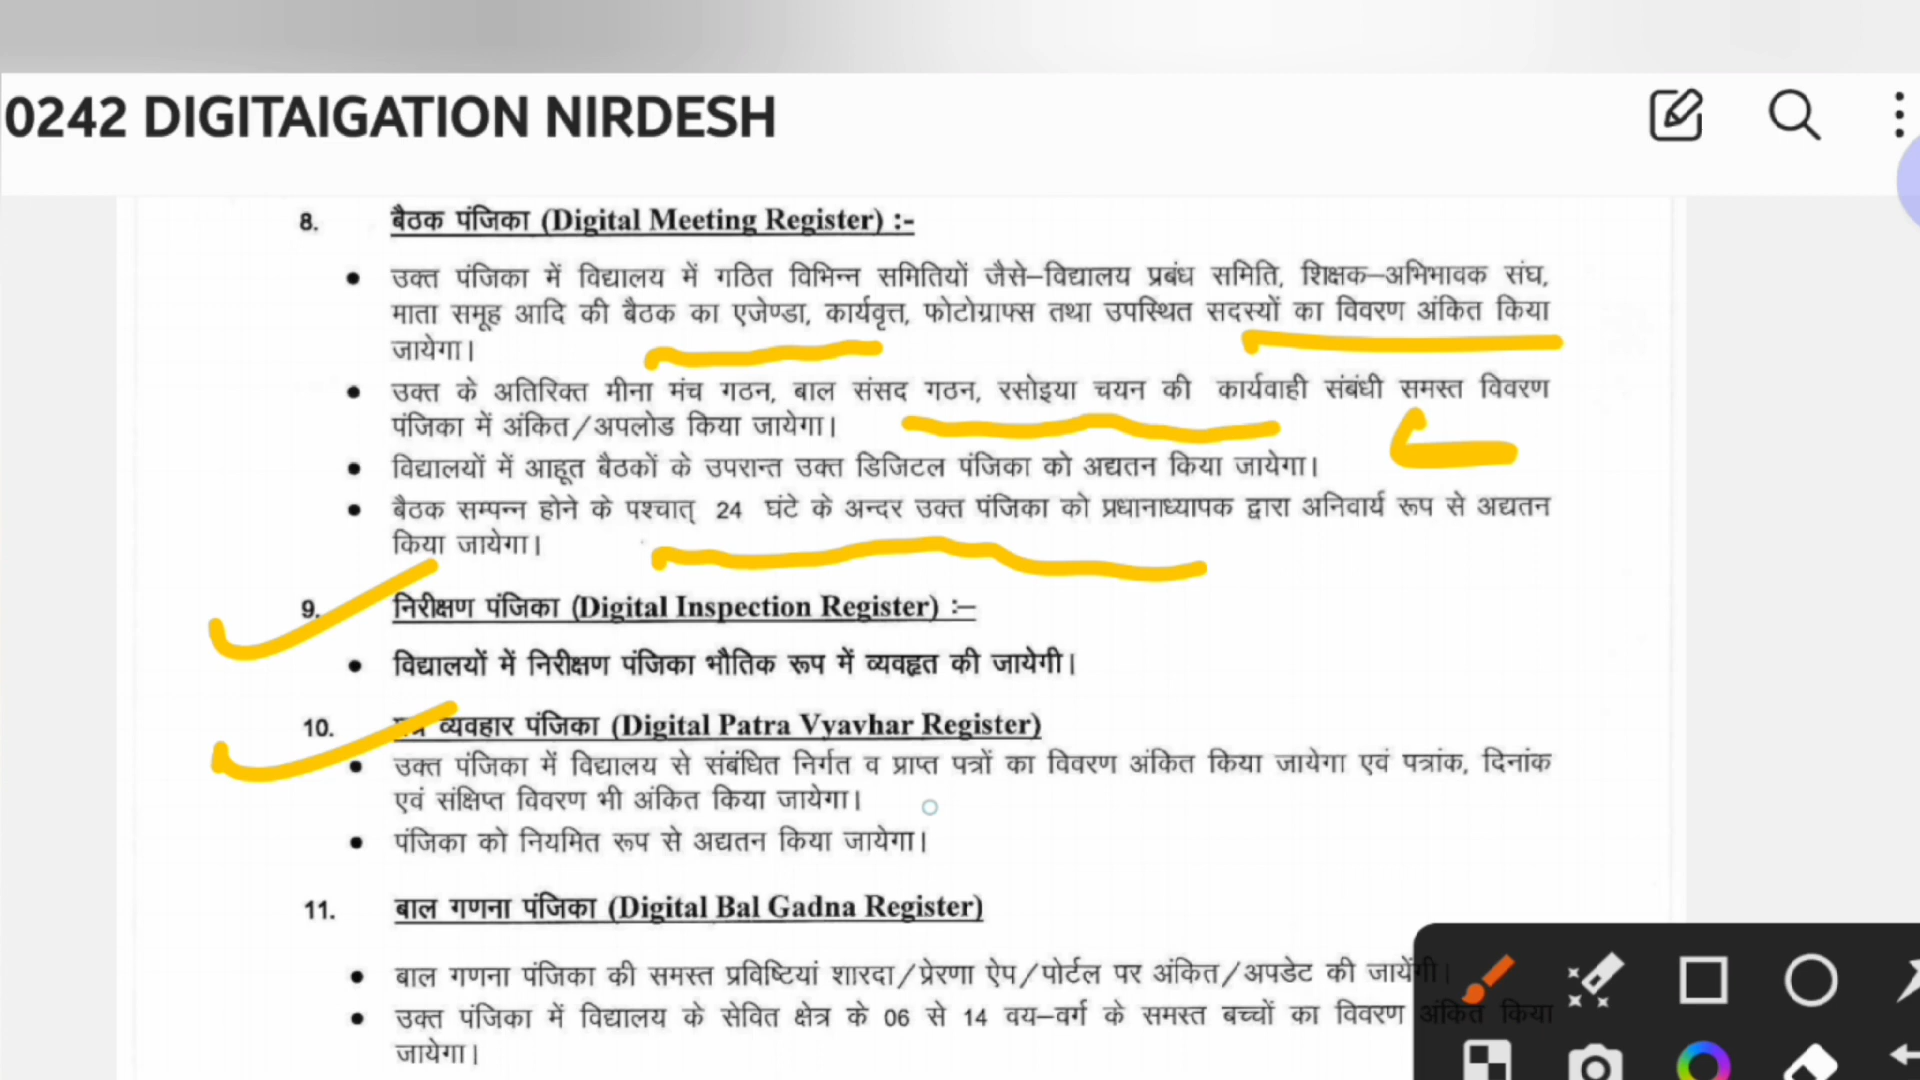 0242 DIGITAIGATION NIRDESH
8. बैठक पंजिका (Digital Meeting Register) :-
• उक्त पंजिका में विद्यालय में गठित विभिन्न समितियों जैसे–विद्यालय प्रबंध समिति, शिक्षक–अभिभावक संघ,
माता समूह आदि की बैठक का एजेण्डा, कार्यवृत्त, फोटोग्राफ्स तथा उपस्थित सदस्यों का विवरण अंकित किया
जायेगा।
• उक्त के अतिरिक्त मीना मंच गठन, बाल संसद गठन, रसोइया चयन की कार्यवाही संबंधी समस्त विवरण
पंजिका में अंकित/अपलोड किया जायेगा।
• विद्यालयों में आहूत बैठकों के उपरान्त उक्त डिजिटल पंजिका को अद्यतन किया जायेगा।
• बैठक सम्पन्न होने के पश्चात् 24 घंटे के अन्दर उक्त पंजिका को प्रधानाध्यापक द्वारा अनिवार्य रूप से अद्यतन
किया जायेगा।
9. निरीक्षण पंजिका (Digital Inspection Register) :–
• विद्यालयों में निरीक्षण पंजिका भौतिक रूप में व्यवहृत की जायेगी।
10. व्यवहार पंजिका (Digital Patra Vyavhar Register)
• उक्त पंजिका में विद्यालय से संबंधित निर्गत व प्राप्त पत्रों का विवरण अंकित किया जायेगा एवं पत्रांक, दिनांक
एवं संक्षिप्त विवरण भी अंकित किया जायेगा।
• पंजिका को नियमित रूप से अद्यतन किया जायेगा।
11. बाल गणना पंजिका (Digital Bal Gadna Register)
• बाल गणना पंजिका की समस्त प्रविष्टियां शारदा/प्रेरणा ऐप/पोर्टल पर अंकित/अपडेट की जायेंगी।
• उक्त पंजिका में विद्यालय के सेवित क्षेत्र के 06 से 14 वय–वर्ग के समस्त बच्चों का विवरण अंकित किया
जायेगा।